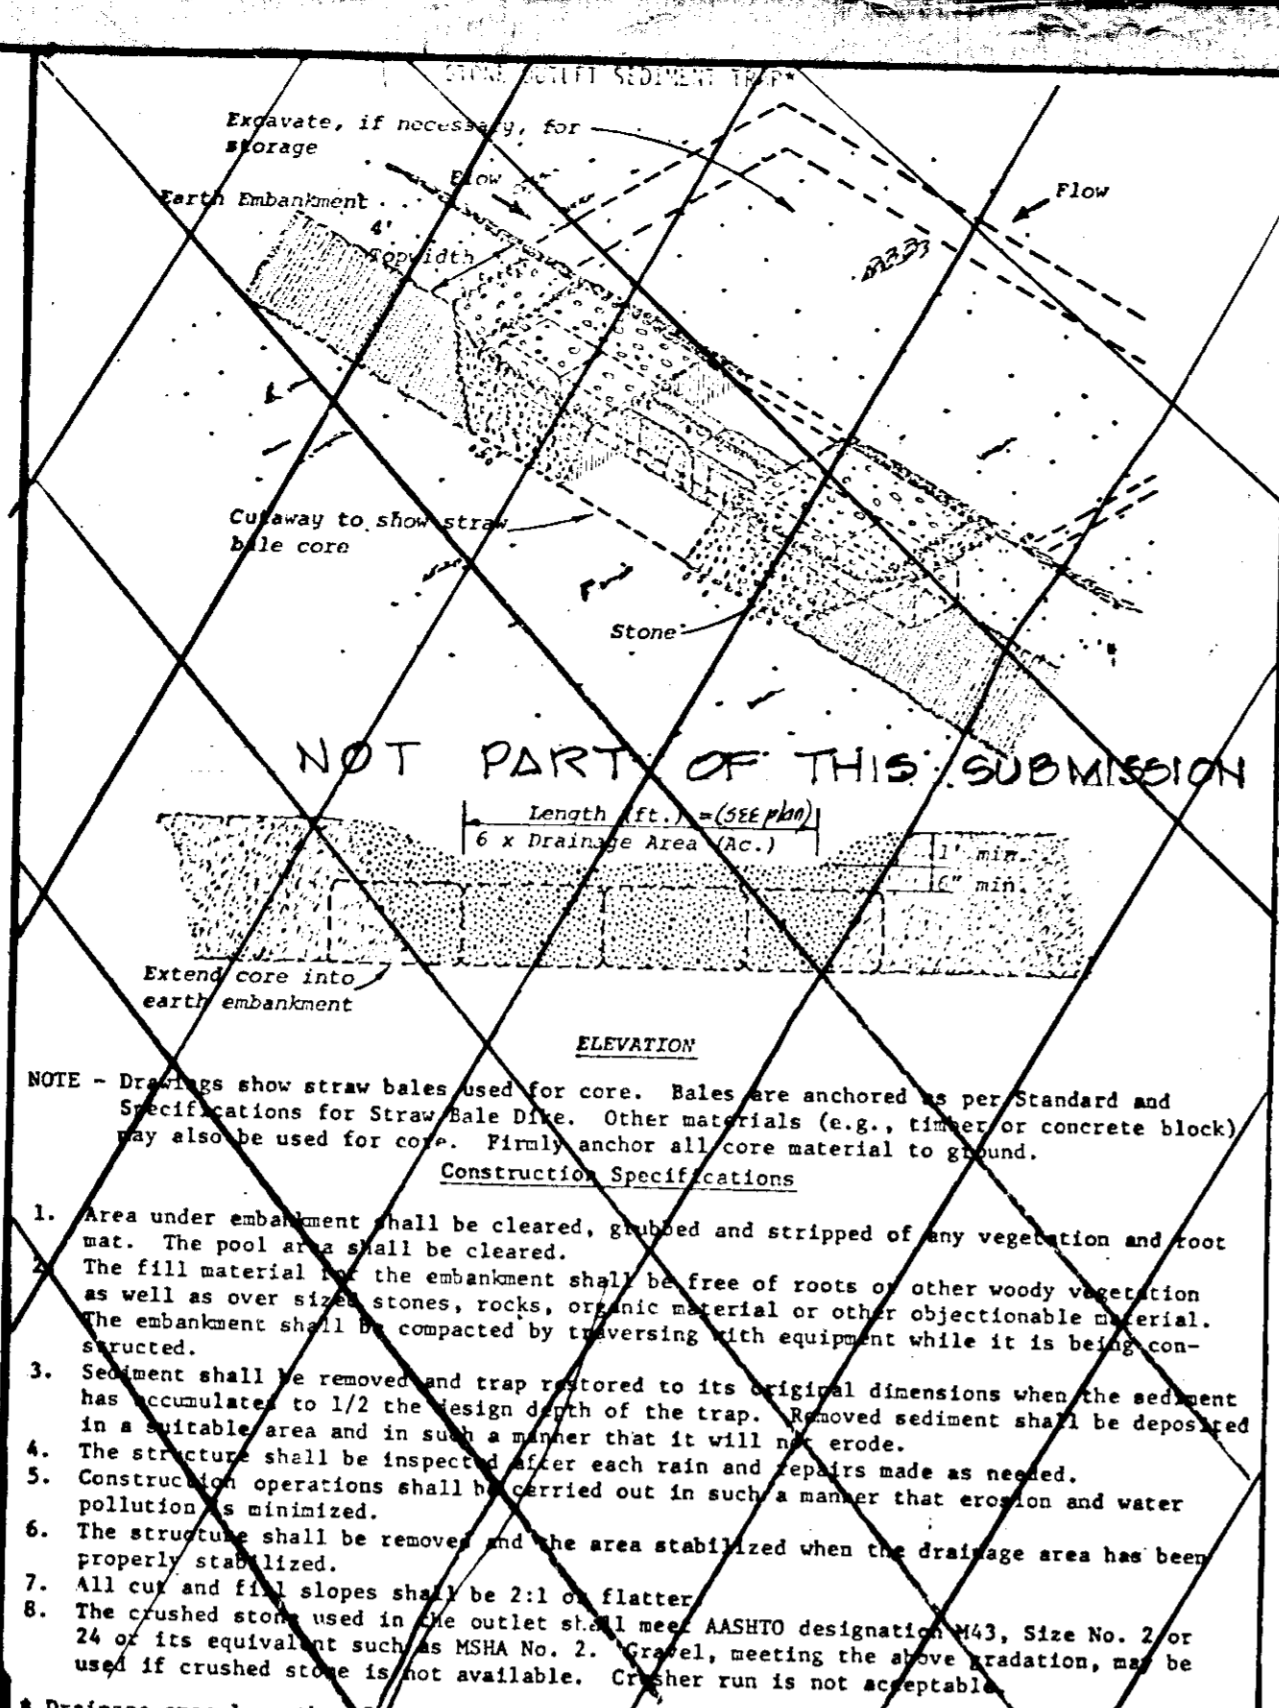 STONE OUTLET SEDIMENT TRAP*
Excavate, if necessary, for
storage
Flow
Earth Embankment
Flow
4'
Topwidth
Cutaway to show straw
bale core
Stone
NOT PART OF THIS SUBMISSION
Length (ft.) = (SEE plan)
6 x Drainage Area (Ac.)
1' min.
6" min.
Extend core into
earth embankment
ELEVATION
NOTE - Drawings show straw bales used for core. Bales are anchored as per Standard and
Specifications for Straw Bale Dike. Other materials (e.g., timber or concrete block)
may also be used for core. Firmly anchor all core material to ground.
Construction Specifications
1. Area under embankment shall be cleared, grubbed and stripped of any vegetation and root
mat. The pool area shall be cleared.
2. The fill material for the embankment shall be free of roots or other woody vegetation
as well as over sized stones, rocks, organic material or other objectionable material.
The embankment shall be compacted by traversing with equipment while it is being con-
structed.
3. Sediment shall be removed and trap restored to its original dimensions when the sediment
has accumulated to 1/2 the design depth of the trap. Removed sediment shall be deposited
in a suitable area and in such a manner that it will not erode.
4. The structure shall be inspected after each rain and repairs made as needed.
5. Construction operations shall be carried out in such a manner that erosion and water
pollution is minimized.
6. The structure shall be removed and the area stabilized when the drainage area has been
properly stabilized.
7. All cut and fill slopes shall be 2:1 or flatter.
8. The crushed stone used in the outlet shall meet AASHTO designation M43, Size No. 2 or
24 or its equivalent such as MSHA No. 2. Gravel, meeting the above gradation, may be
used if crushed stone is not available. Crusher run is not acceptable.